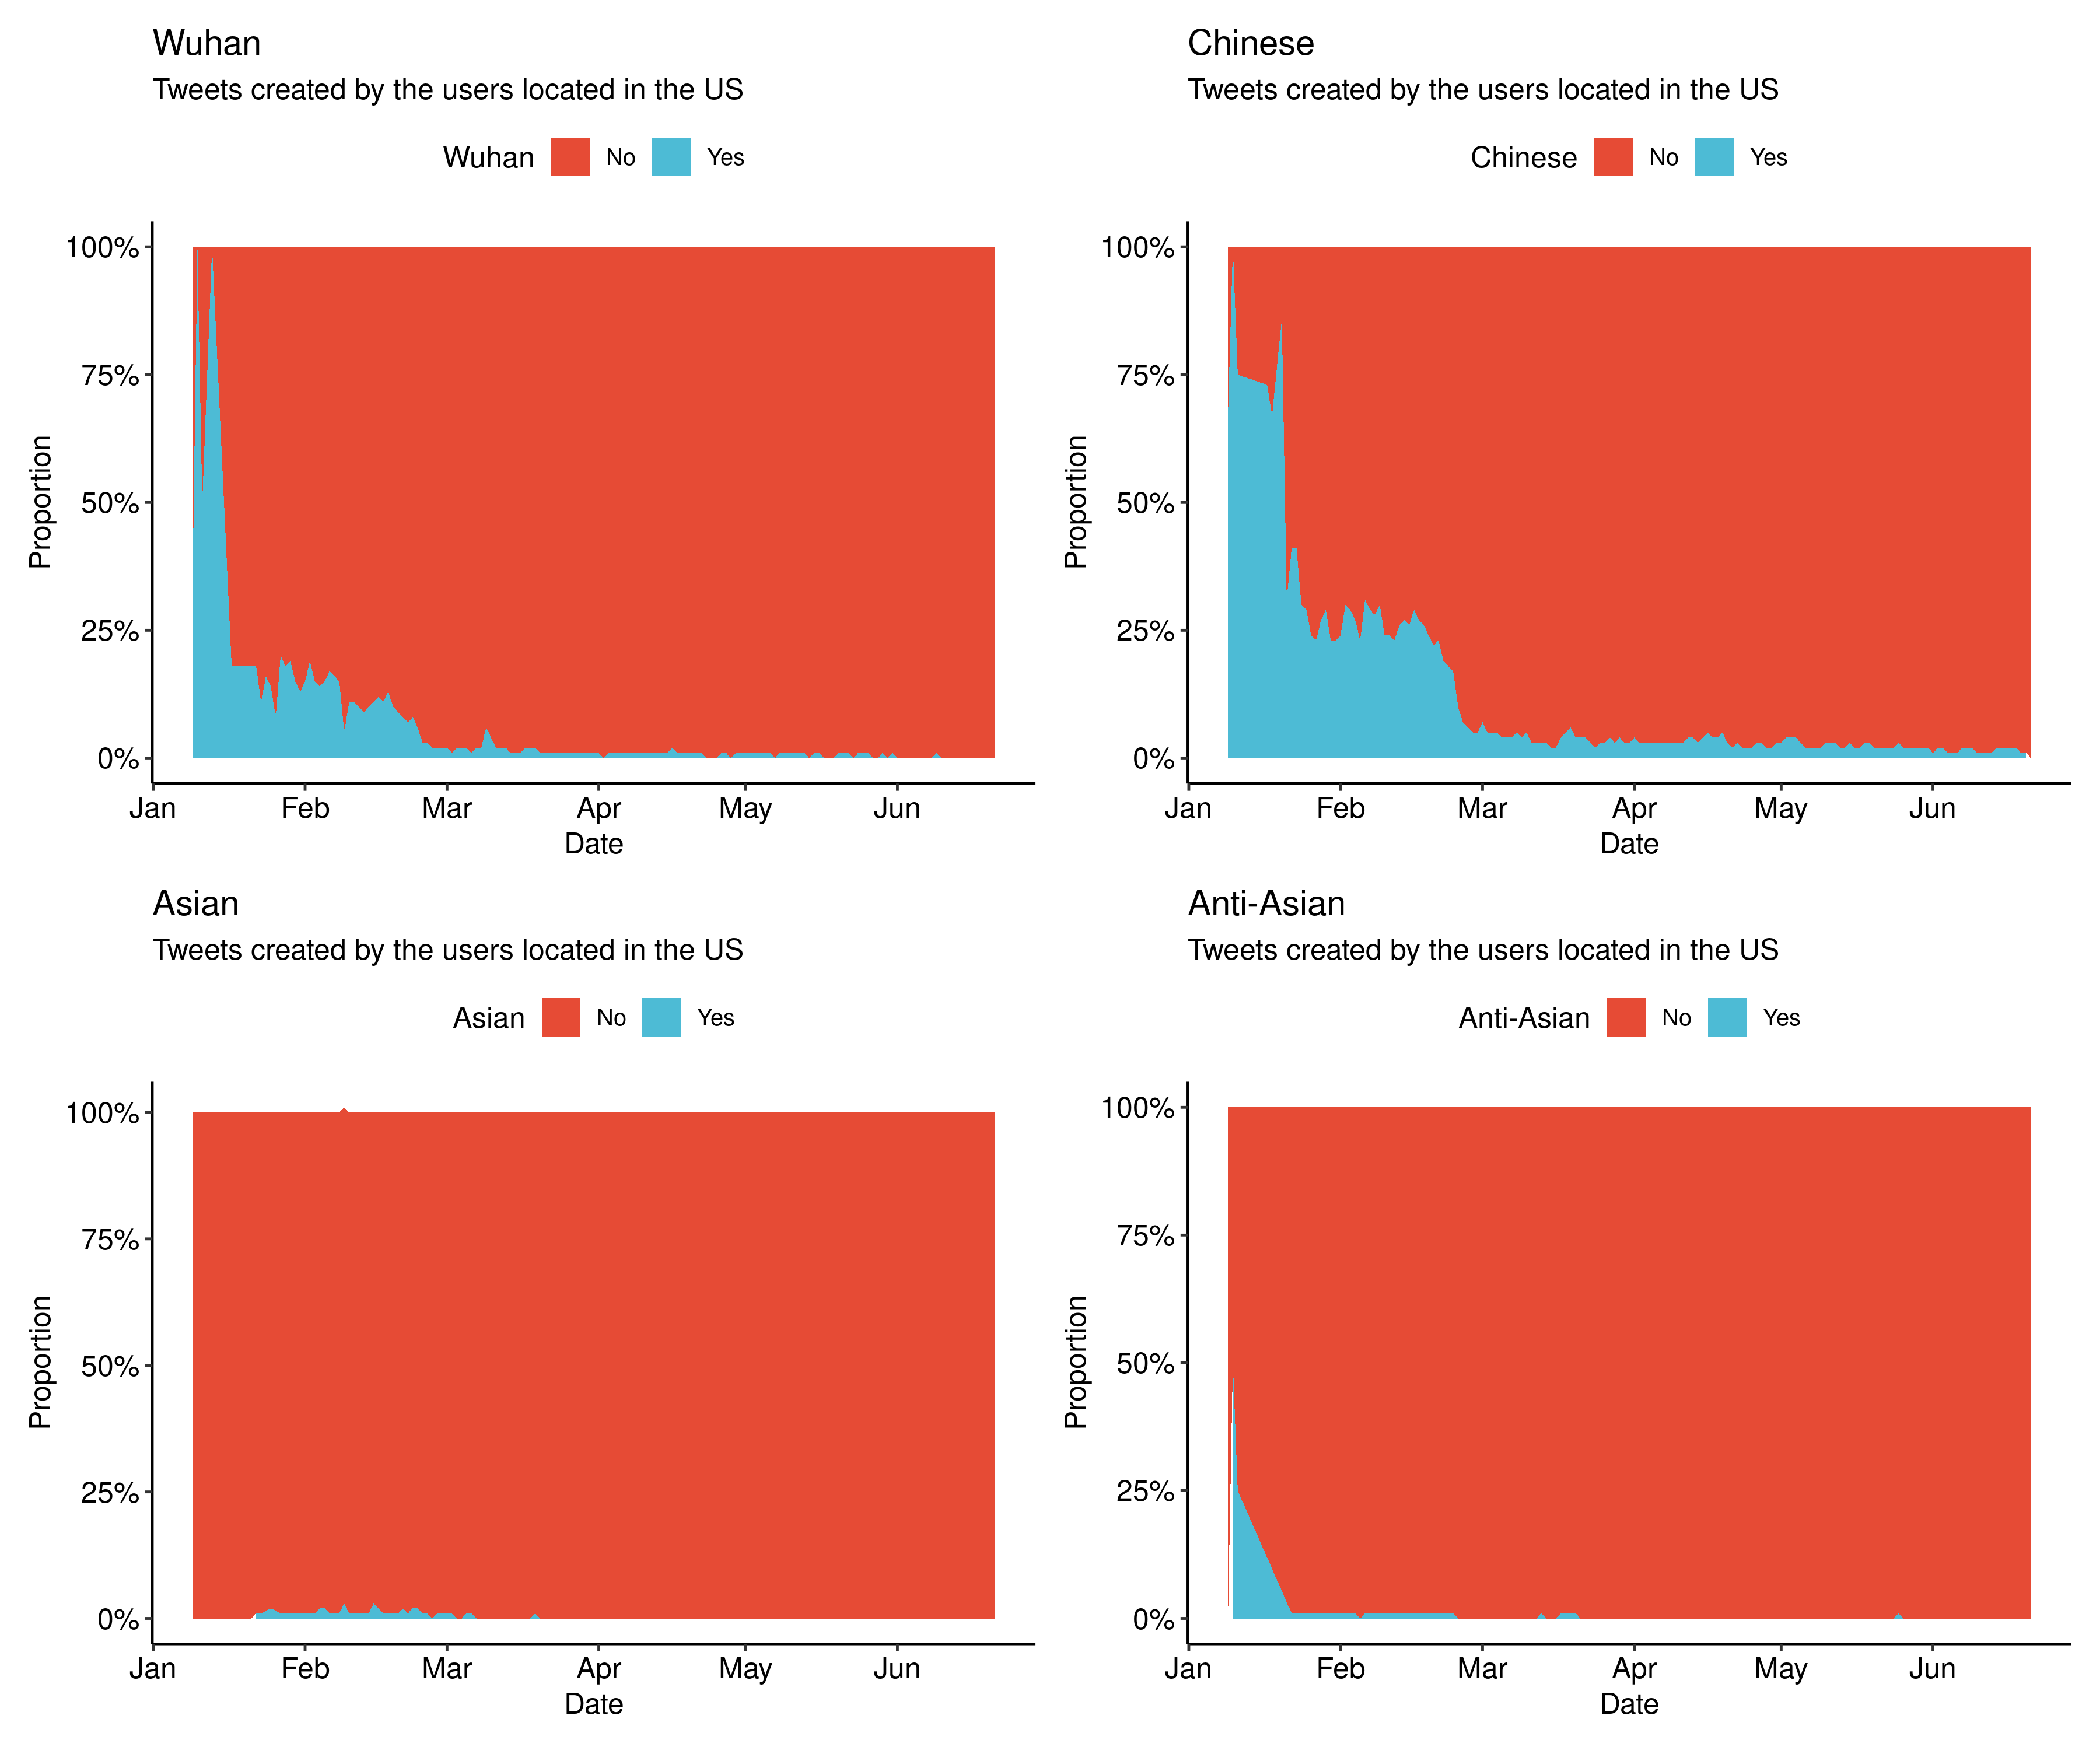 Wuhan
Tweets created by the users located in the US
Wuhan No Yes
100%
75%
50%
25%
0%
Proportion
Jan Feb Mar Apr May Jun
Date
Chinese
Tweets created by the users located in the US
Chinese No Yes
100%
75%
50%
25%
0%
Proportion
Jan Feb Mar Apr May Jun
Date
Asian
Tweets created by the users located in the US
Asian No Yes
100%
75%
50%
25%
0%
Proportion
Jan Feb Mar Apr May Jun
Date
Anti-Asian
Tweets created by the users located in the US
Anti-Asian No Yes
100%
75%
50%
25%
0%
Proportion
Jan Feb Mar Apr May Jun
Date